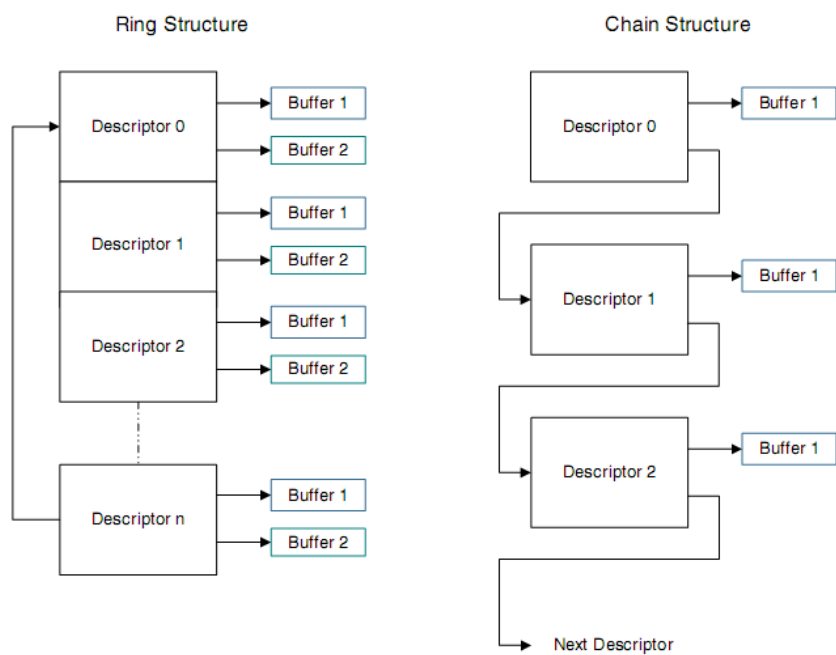 Ring Structure
Descriptor 0
Buffer 1
Buffer 2
Descriptor 1
Buffer 1
Buffer 2
Descriptor 2
Buffer 1
Buffer 2
Descriptor n
Buffer 1
Buffer 2
Chain Structure
Descriptor 0
Buffer 1
Descriptor 1
Buffer 1
Descriptor 2
Buffer 1
Next Descriptor